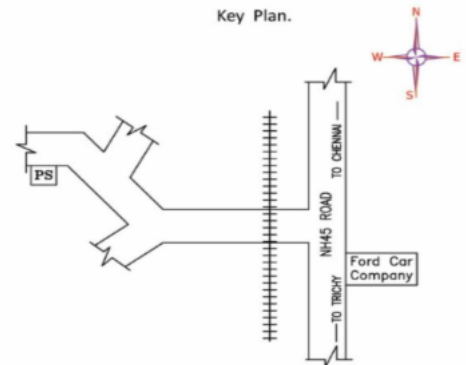 Key Plan.
N
W
E
S
TO CHENNAI
PS
NH45 ROAD
Ford Car
Company
TO TRICHY